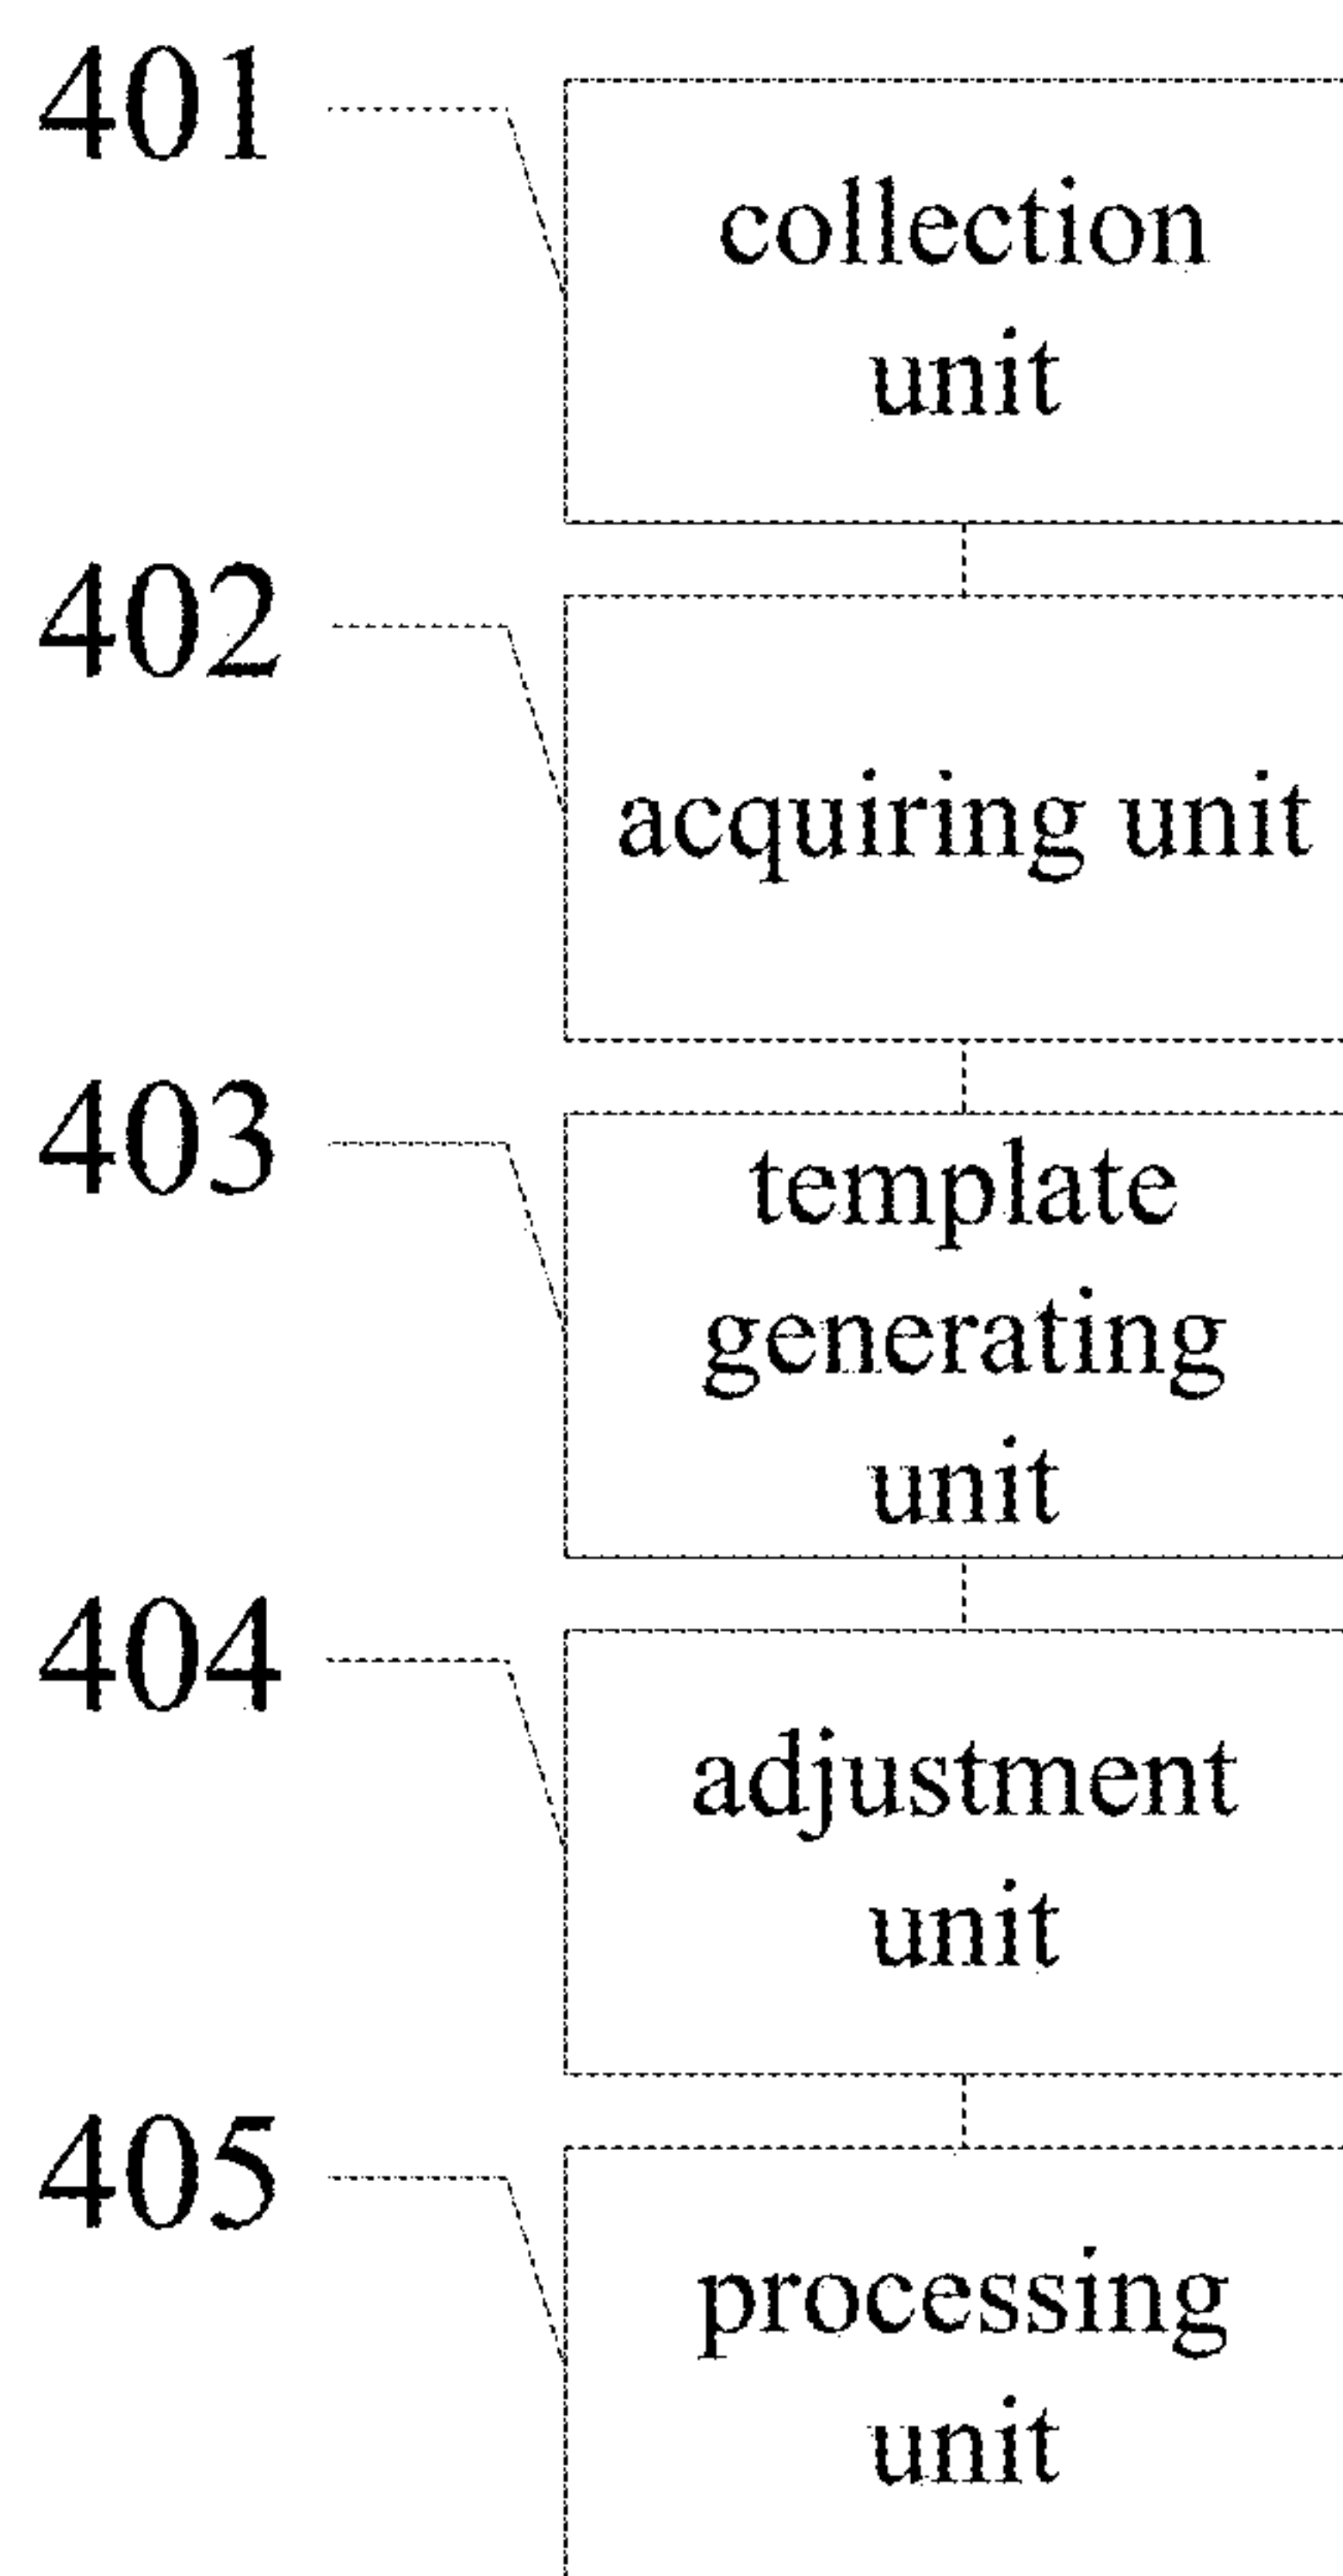 401
collection
unit
402
acquiring unit
403
template
generating
unit
404
adjustment
unit
405
processing
unit